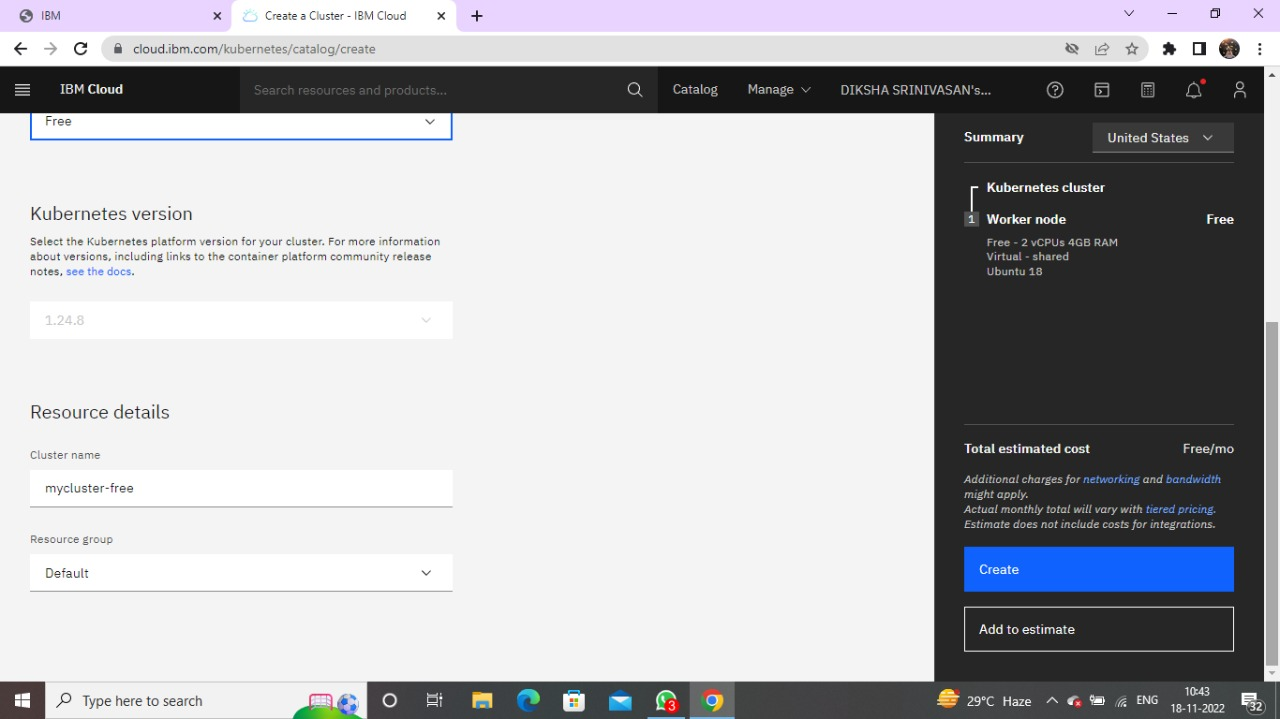 IBM
Create a Cluster - IBM Cloud
cloud.ibm.com/kubernetes/catalog/create
IBM Cloud
Search resources and products...
Catalog
Manage
DIKSHA SRINIVASAN's...
Free
Kubernetes version
Select the Kubernetes platform version for your cluster. For more information
about versions, including links to the container platform community release
notes, see the docs.
1.24.8
Resource details
Cluster name
mycluster-free
Resource group
Default
Summary
United States
Kubernetes cluster
1 Worker node Free
Free - 2 vCPUs 4GB RAM
Virtual - shared
Ubuntu 18
Total estimated cost Free/mo
Additional charges for networking and bandwidth
might apply.
Actual monthly total will vary with tiered pricing.
Estimate does not include costs for integrations.
Create
Add to estimate
Type here to search
3
29°C Haze
ENG
10:43
18-11-2022
32